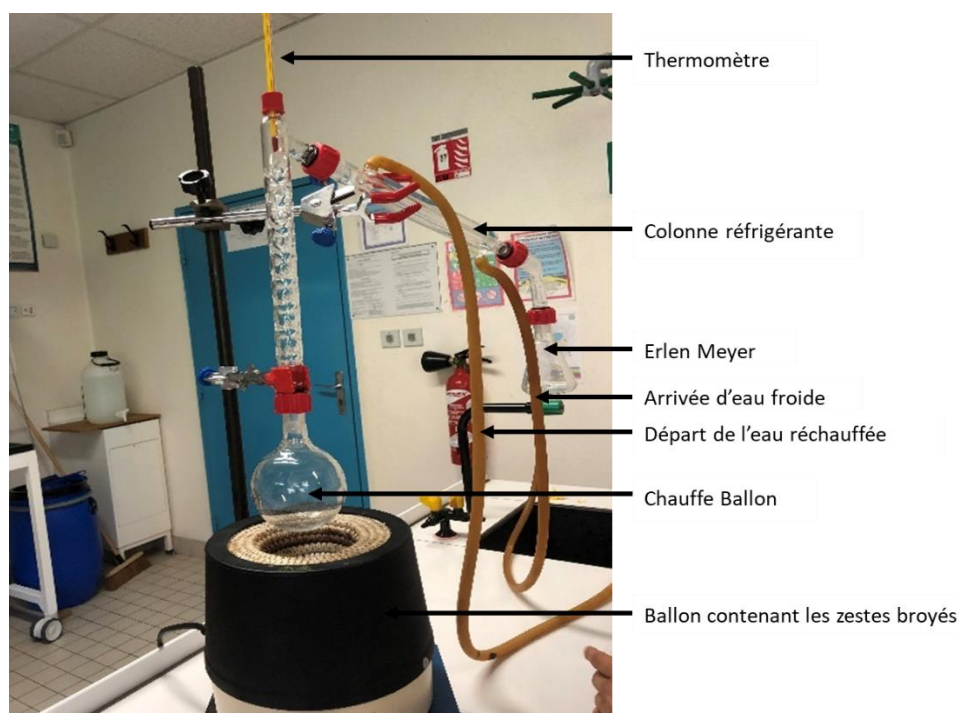 Thermomètre
Colonne réfrigérante
Erlen Meyer
Arrivée d'eau froide
Départ de l'eau réchauffée
Chauffe Ballon
Ballon contenant les zestes broyés